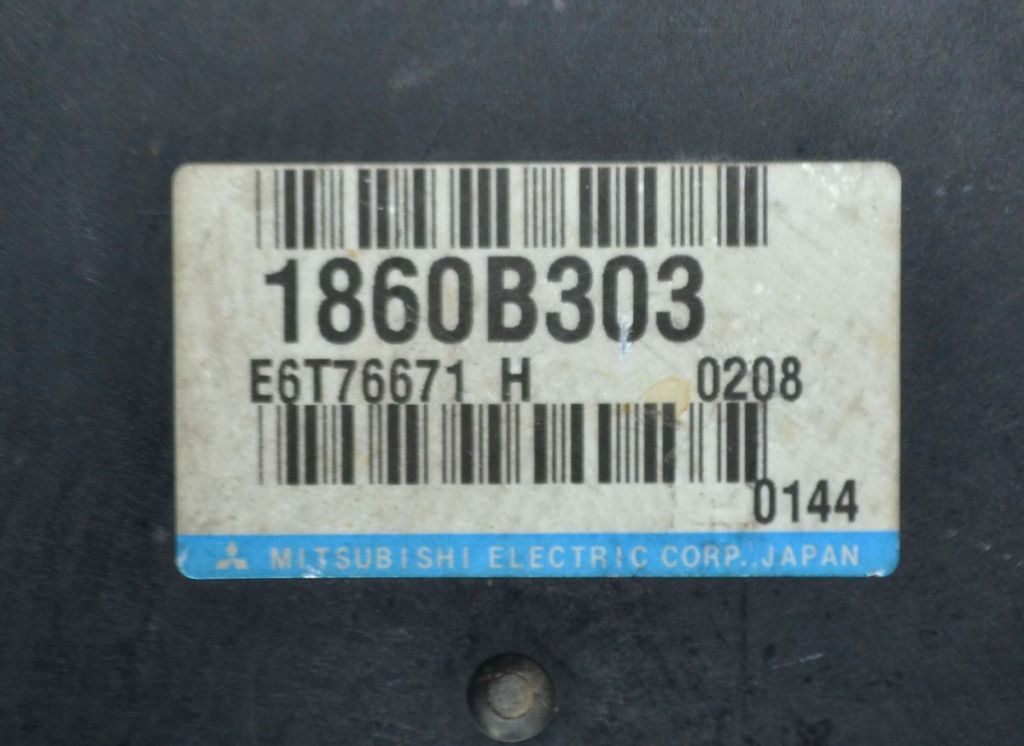 1860B303
E6T76671 H 0208
0144
MITSUBISHI ELECTRIC CORP. JAPAN